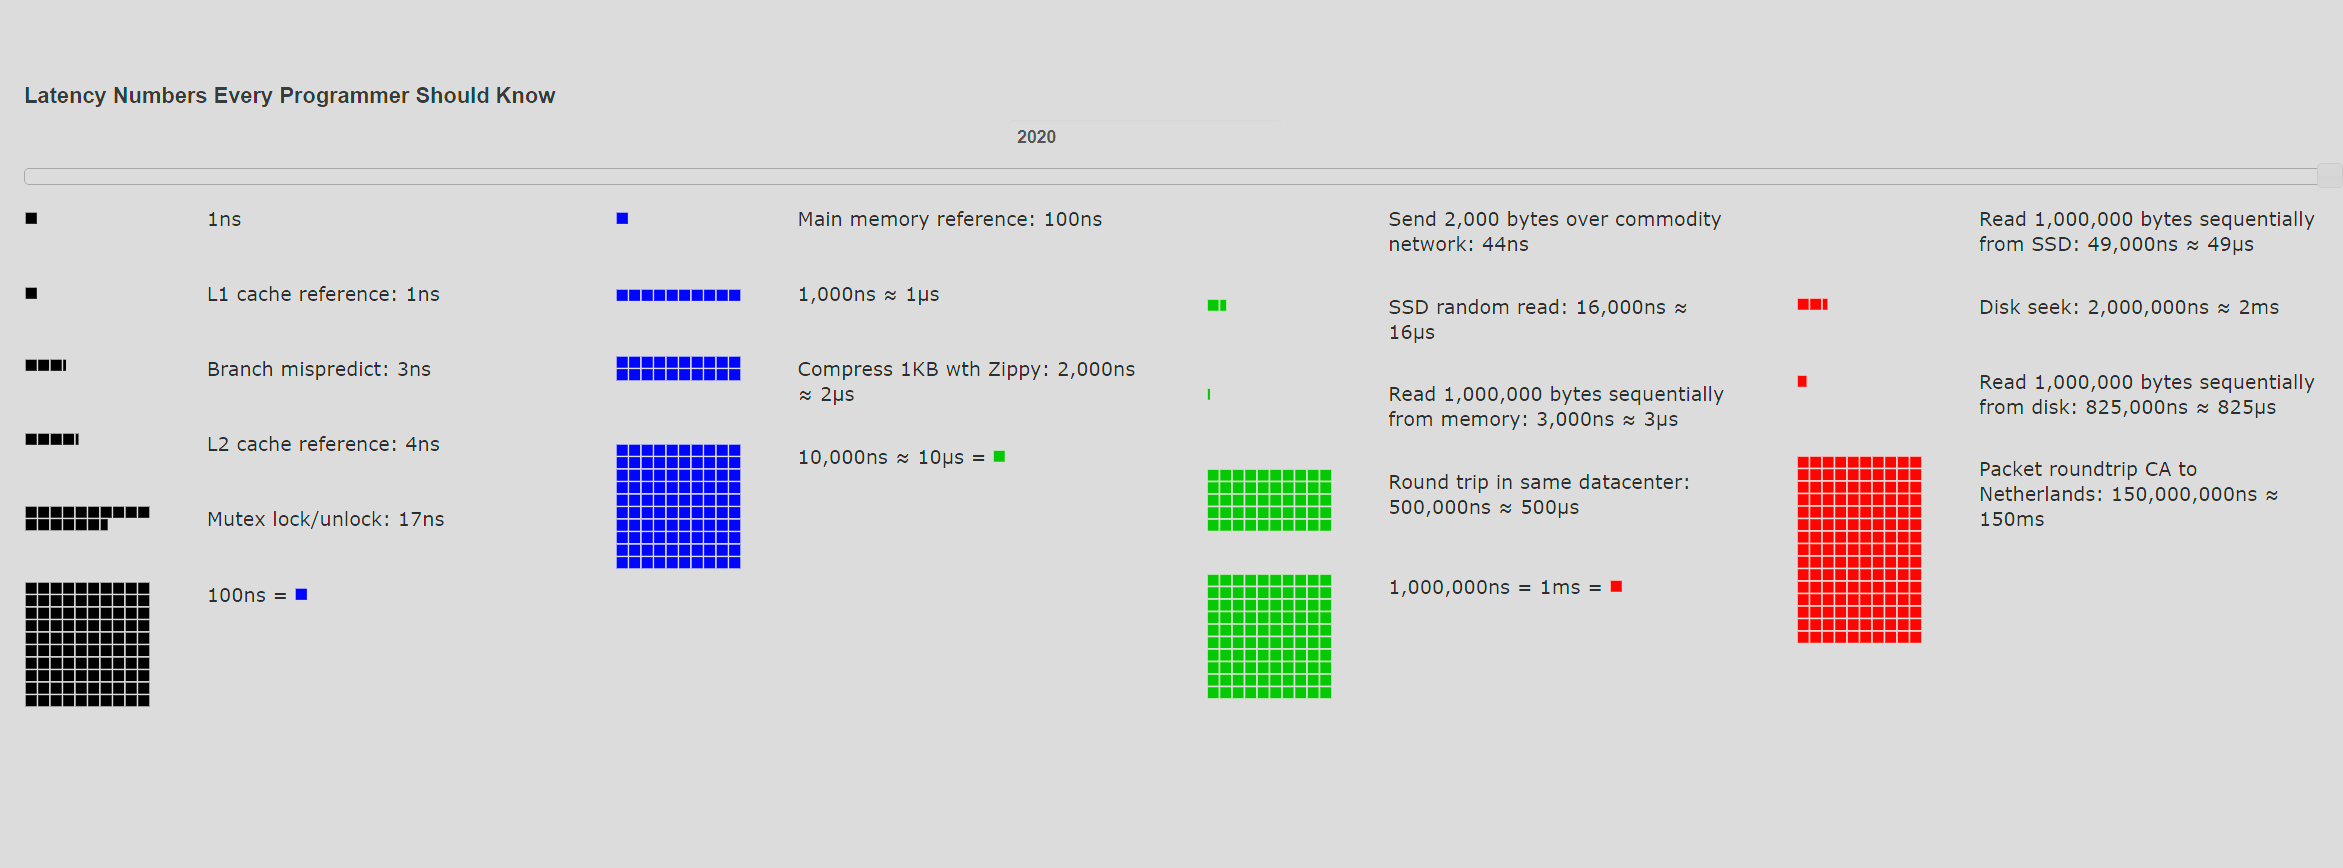 Latency Numbers Every Programmer Should Know
2020
1ns
L1 cache reference: 1ns
Branch mispredict: 3ns
L2 cache reference: 4ns
Mutex lock/unlock: 17ns
100ns =
Main memory reference: 100ns
1,000ns ≈ 1μs
Compress 1KB wth Zippy: 2,000ns
≈ 2μs
10,000ns ≈ 10μs =
Send 2,000 bytes over commodity
network: 44ns
SSD random read: 16,000ns ≈
16μs
Read 1,000,000 bytes sequentially
from memory: 3,000ns ≈ 3μs
Round trip in same datacenter:
500,000ns ≈ 500μs
1,000,000ns = 1ms =
Read 1,000,000 bytes sequentially
from SSD: 49,000ns ≈ 49μs
Disk seek: 2,000,000ns ≈ 2ms
Read 1,000,000 bytes sequentially
from disk: 825,000ns ≈ 825μs
Packet roundtrip CA to
Netherlands: 150,000,000ns ≈
150ms